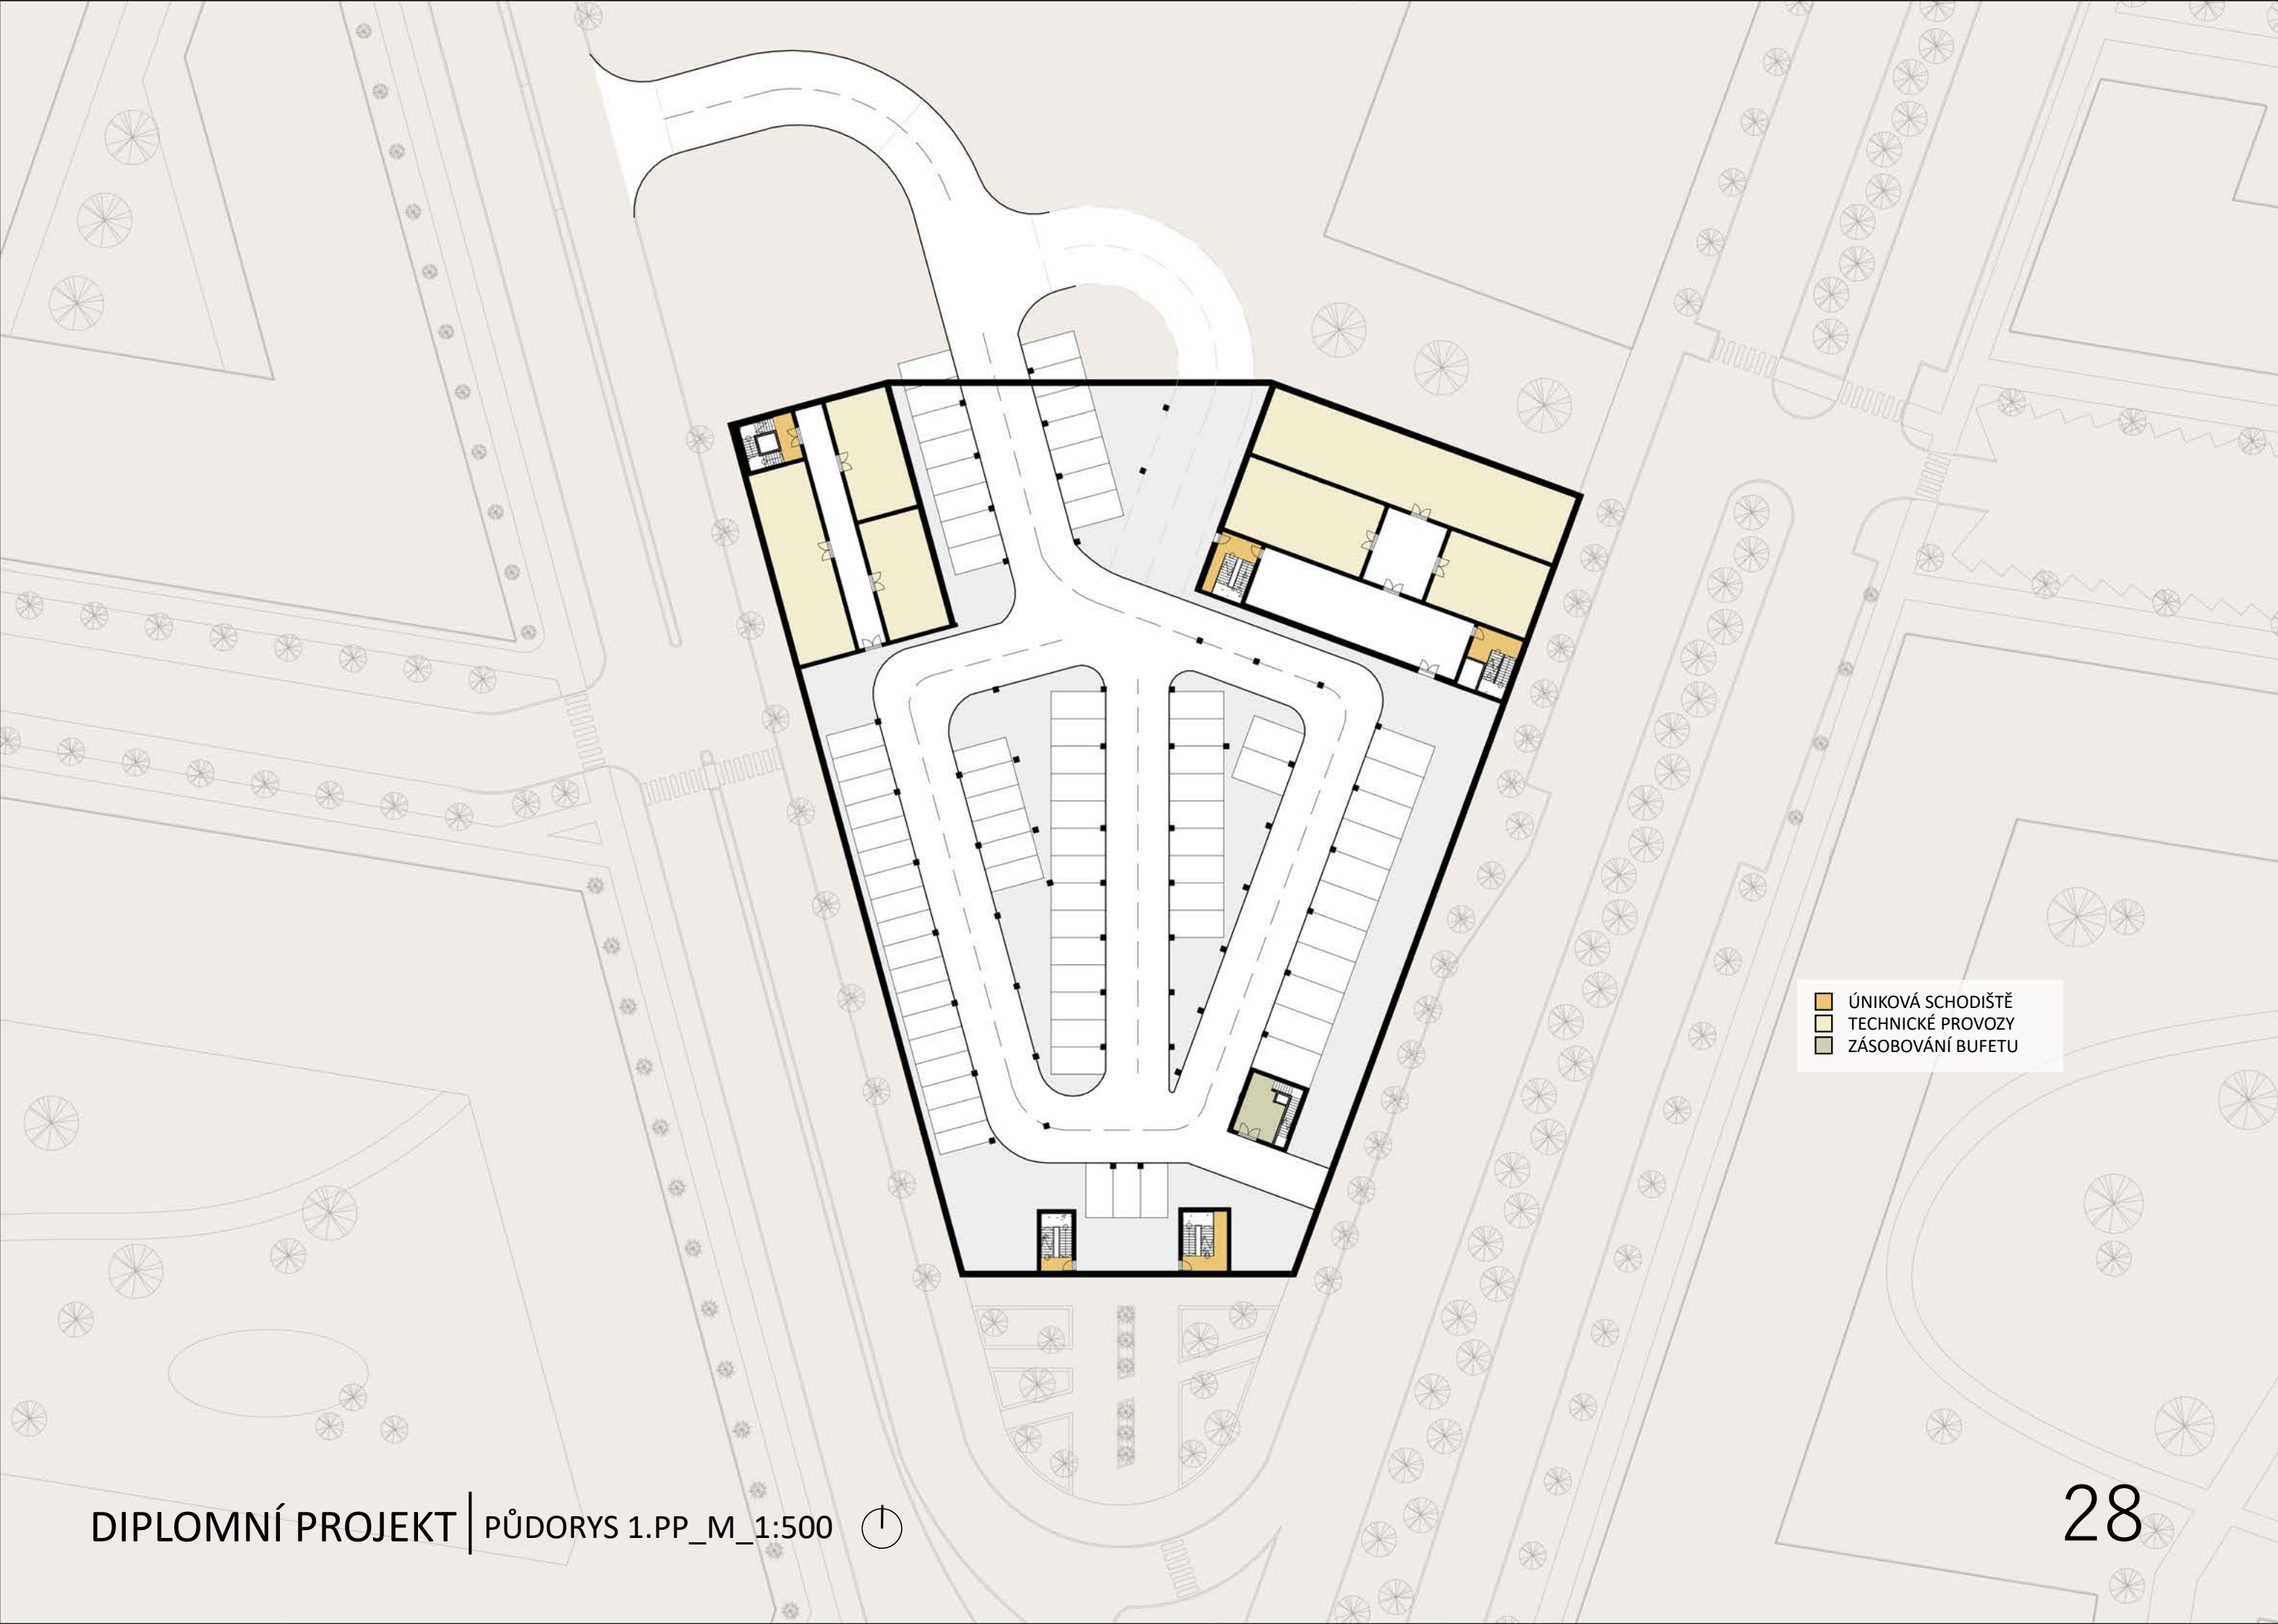 ÚNIKOVÁ SCHODIŠTĚ
TECHNICKÉ PROVOZY
ZÁSOBOVÁNÍ BUFETU
DIPLOMNÍ PROJEKT
PŮDORYS 1.PP_M_1:500
28